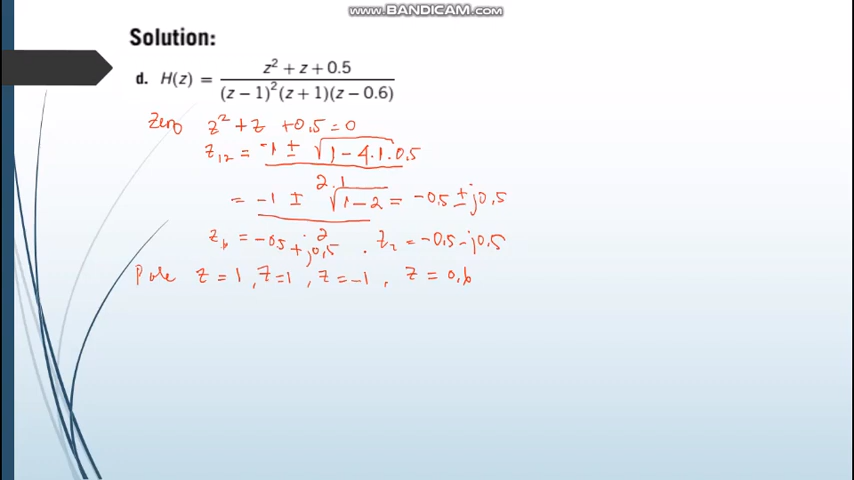 www.BANDICAM.com
Solution:
d. H(z) = (z² + z + 0.5) / ((z − 1)²(z + 1)(z − 0.6))
Zero z² + z + 0,5 = 0
z₁₂ = (-1 ± √(1 − 4.1.0.5)) / 2.1
= (-1 ± √(1 − 2)) / 2 = -0,5 ± j0,5
= -0,5 + j0,5 . z₂ = -0,5 - j0,5
Pole z = 1, z = 1, z = -1, z = 0,6